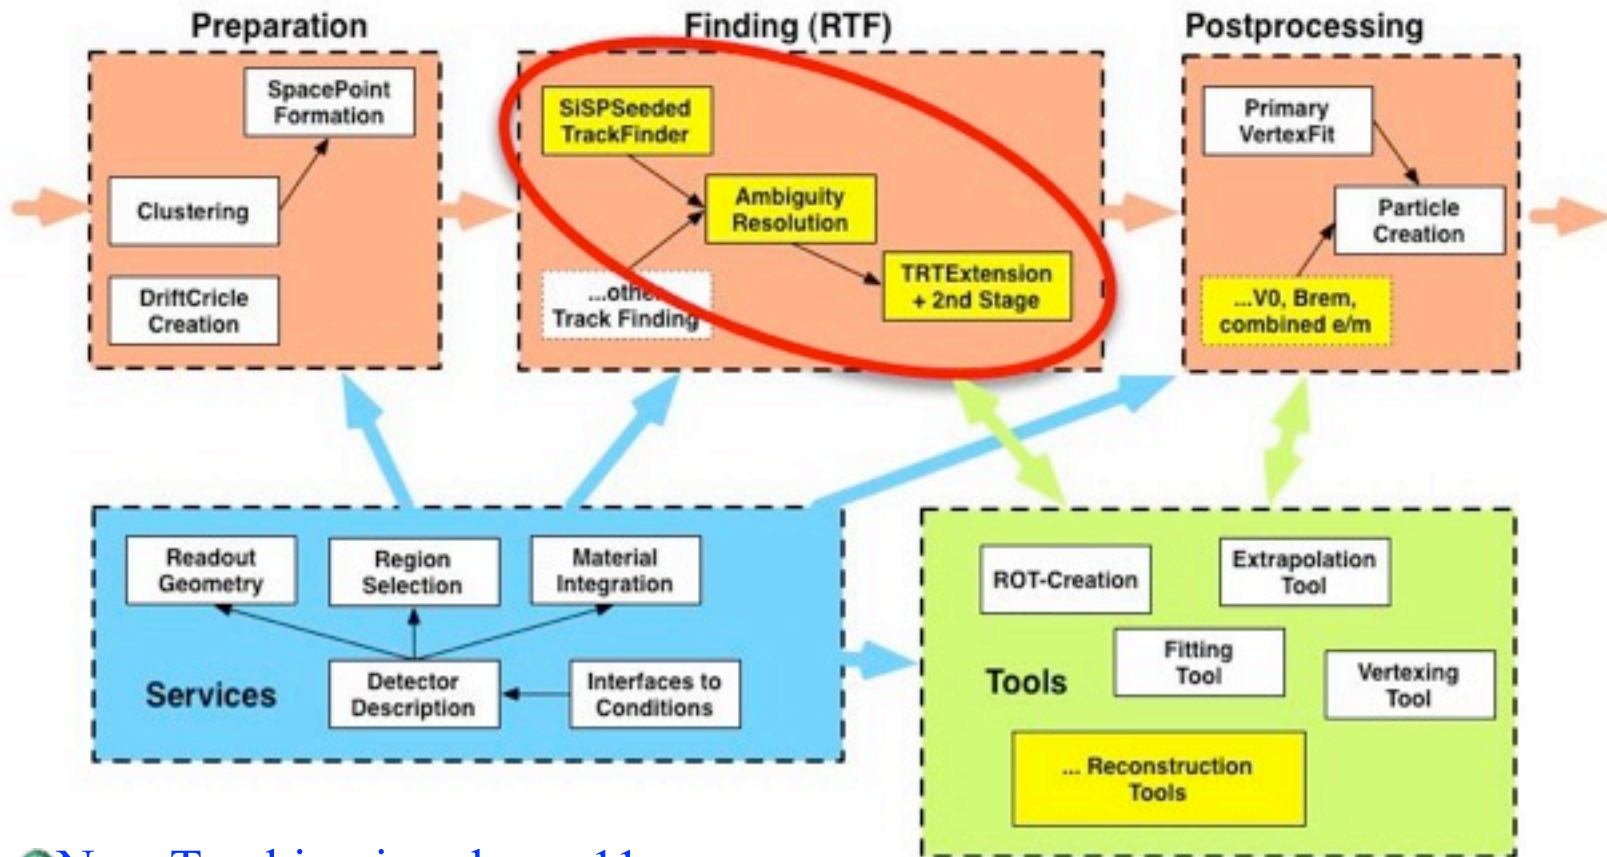 Preparation
Finding (RTF)
Postprocessing
SpacePoint
Formation
Clustering
DriftCricle
Creation
SiSPSeeded
TrackFinder
Ambiguity
Resolution
...other
Track Finding
TRTExtension
+ 2nd Stage
Primary
VertexFit
Particle
Creation
...V0, Brem,
combined e/m
Readout
Geometry
Region
Selection
Material
Integration
Services
Detector
Description
Interfaces to
Conditions
ROT-Creation
Extrapolation
Tool
Fitting
Tool
Tools
Vertexing
Tool
... Reconstruction
Tools